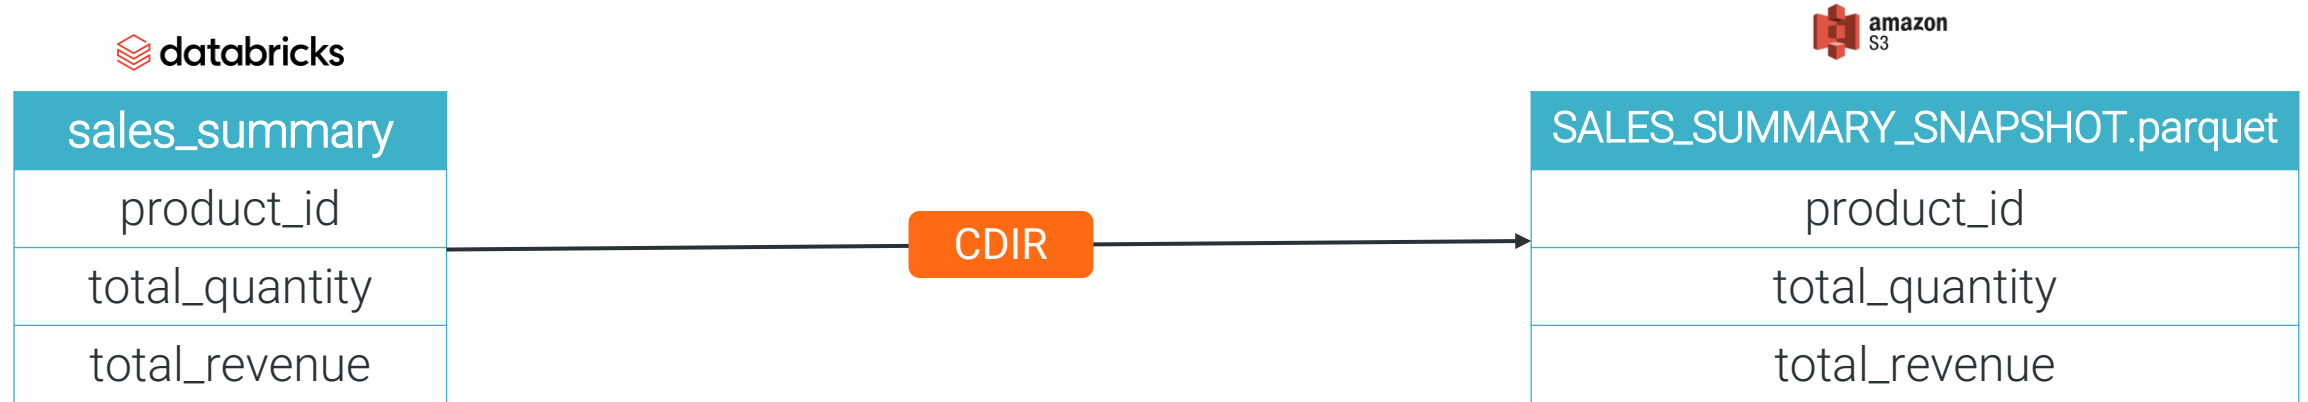 databricks
amazon
S3
sales_summary
product_id
total_quantity
total_revenue
CDIR
SALES_SUMMARY_SNAPSHOT.parquet
product_id
total_quantity
total_revenue